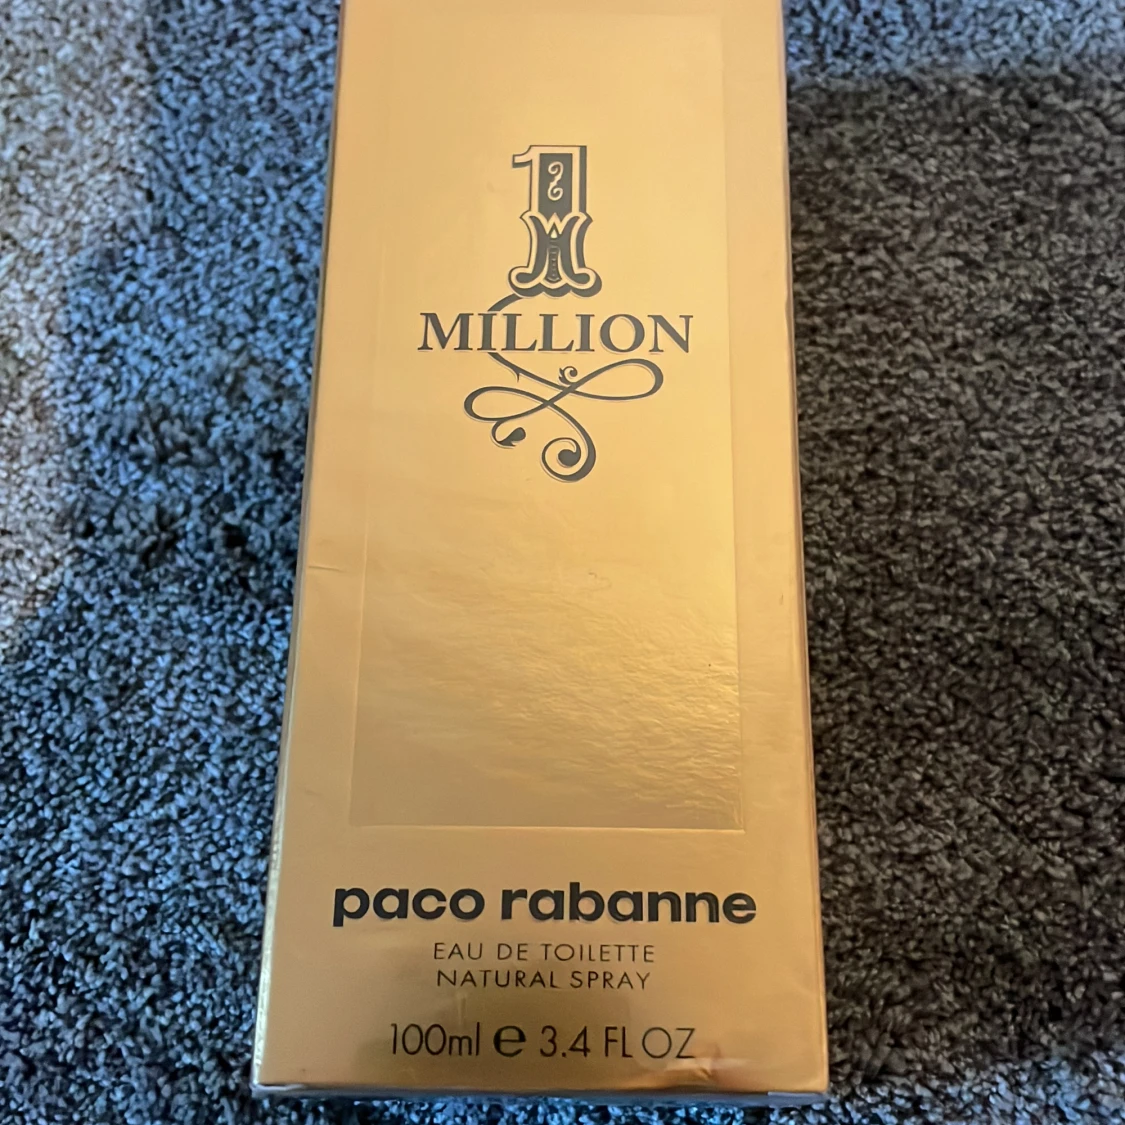 1
MILLION
paco rabanne
EAU DE TOILETTE
NATURAL SPRAY
100ml e 3.4 FL OZ